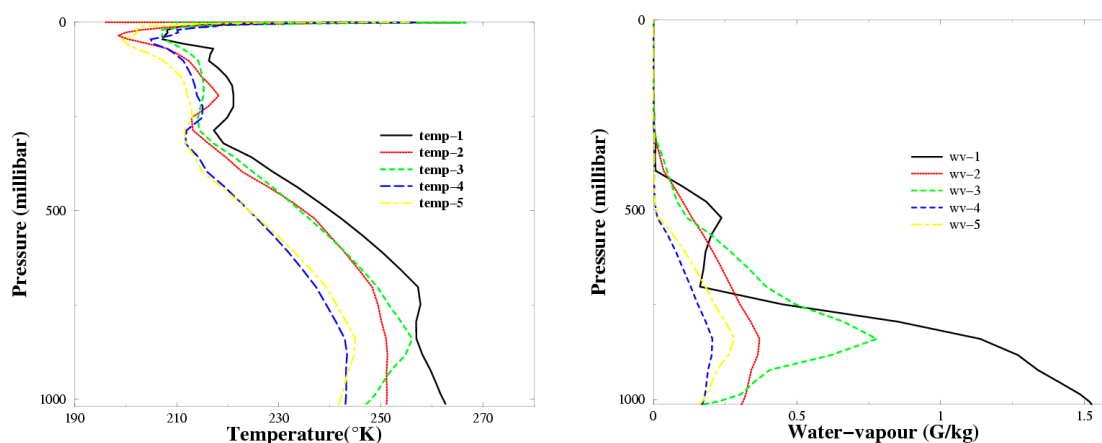 0
500
1000
190
210
230
250
270
Pressure (millibar)
Temperature(°K)
temp–1
temp–2
temp–3
temp–4
temp–5
0
500
1000
0
0.5
1
1.5
Pressure (millibar)
Water–vapour (G/kg)
wv–1
wv–2
wv–3
wv–4
wv–5